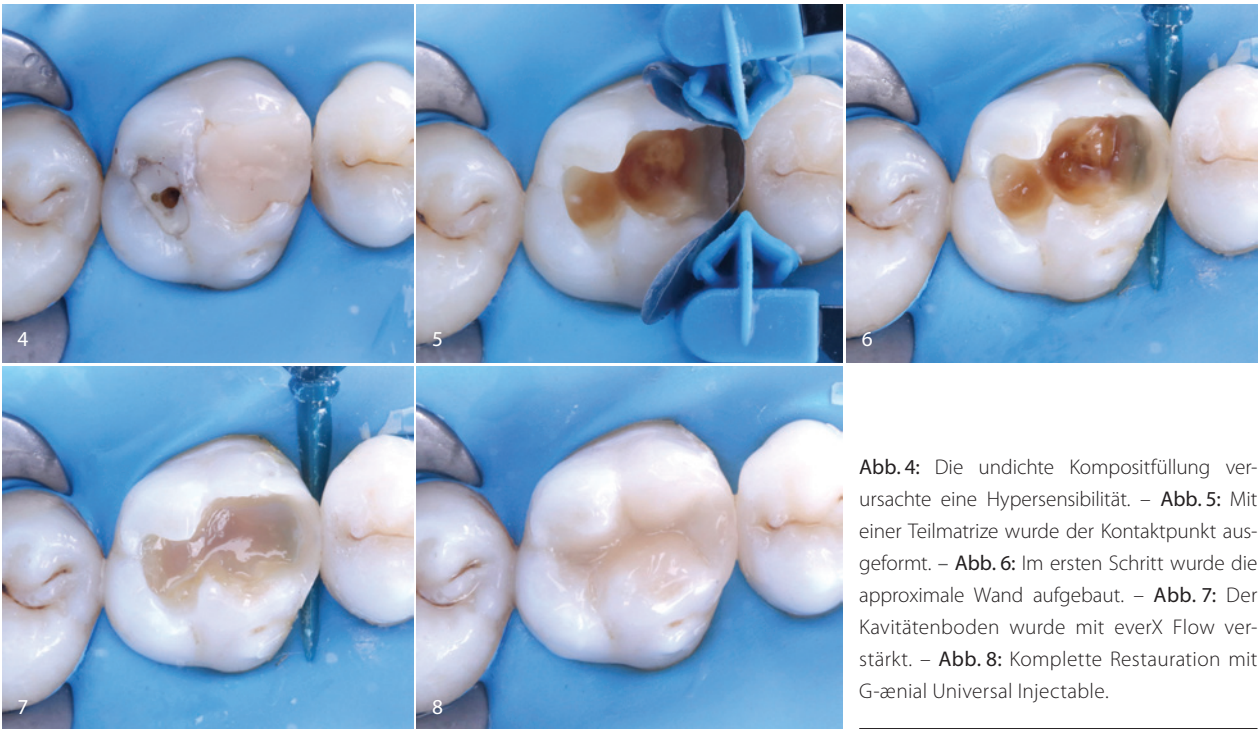 4
5
6
7
8
Abb. 4: Die undichte Kompositfüllung ver-
ursachte eine Hypersensibilität. – Abb. 5: Mit
einer Teilmatrize wurde der Kontaktpunkt aus-
geformt. – Abb. 6: Im ersten Schritt wurde die
approximale Wand aufgebaut. – Abb. 7: Der
Kavitätenboden wurde mit everX Flow ver-
stärkt. – Abb. 8: Komplette Restauration mit
G-ænial Universal Injectable.